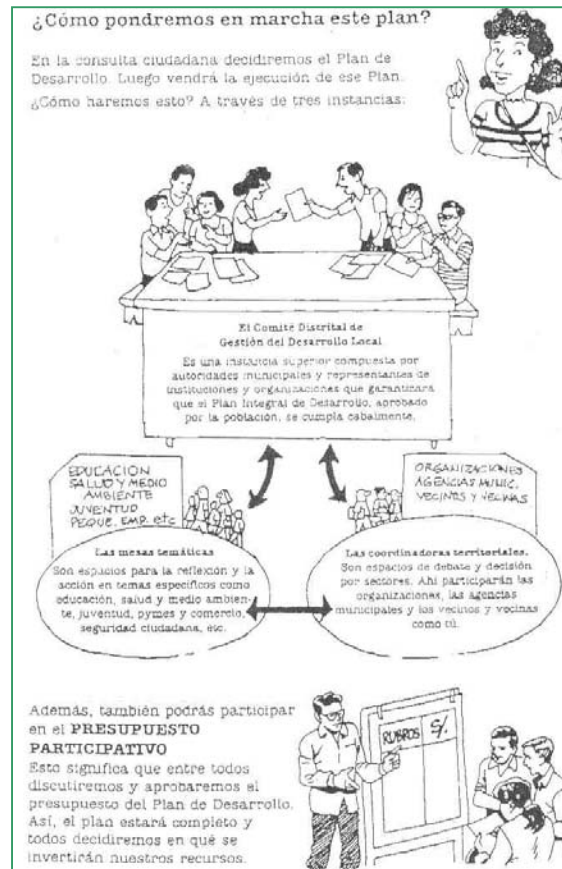 ¿Cómo pondremos en marcha este plan?
En la consulta ciudadana decidiremos el Plan de
Desarrollo. Luego vendrá la ejecución de ese Plan.
¿Cómo haremos esto? A través de tres instancias:
El Comité Distrital de
Gestión del Desarrollo Local
Es una instancia superior compuesta por
autoridades municipales y representantes de
instituciones y organizaciones que garantizará
que el Plan Integral de Desarrollo, aprobado
por la población, se cumpla cabalmente.
EDUCACION
SALUD Y MEDIO
AMBIENTE
JUVENTUD
PEQUE. EMP. etc
Las mesas temáticas
Son espacios para la reflexión y la
acción en temas específicos como
educación, salud y medio ambien-
te, juventud, pymes y comercio,
seguridad ciudadana, etc.
ORGANIZACIONES
AGENCIAS MUNIC.
VECINOS Y VECINAS
Las coordinadoras territoriales.
Son espacios de debate y decisión
por sectores. Ahí participarán las
organizaciones, las agencias
municipales y los vecinos y vecinas
como tú.
Además, también podrás participar
en el PRESUPUESTO
PARTICIPATIVO
Esto significa que entre todos
discutiremos y aprobaremos el
presupuesto del Plan de Desarrollo.
Así, el plan estará completo y
todos decidiremos en qué se
invertirán nuestros recursos.
RUBROS S/.